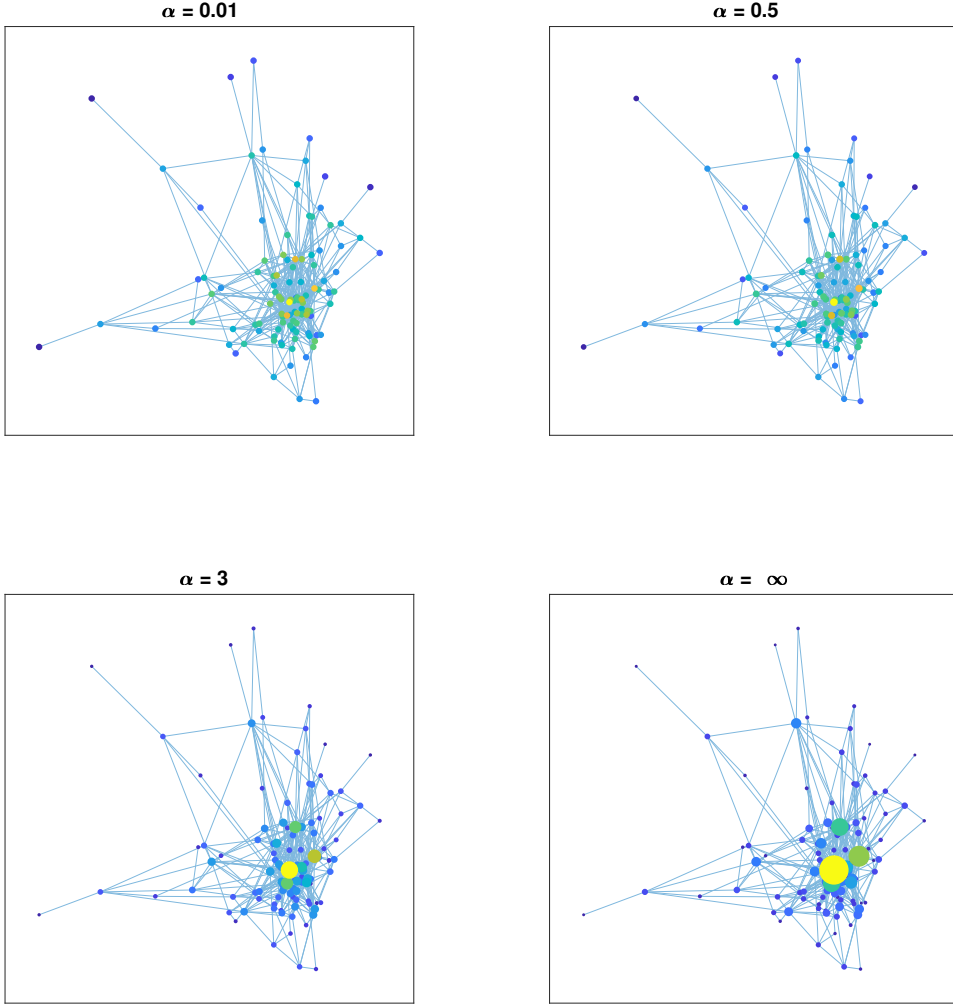 α = 0.01
α = 0.5
α = 3
α = ∞